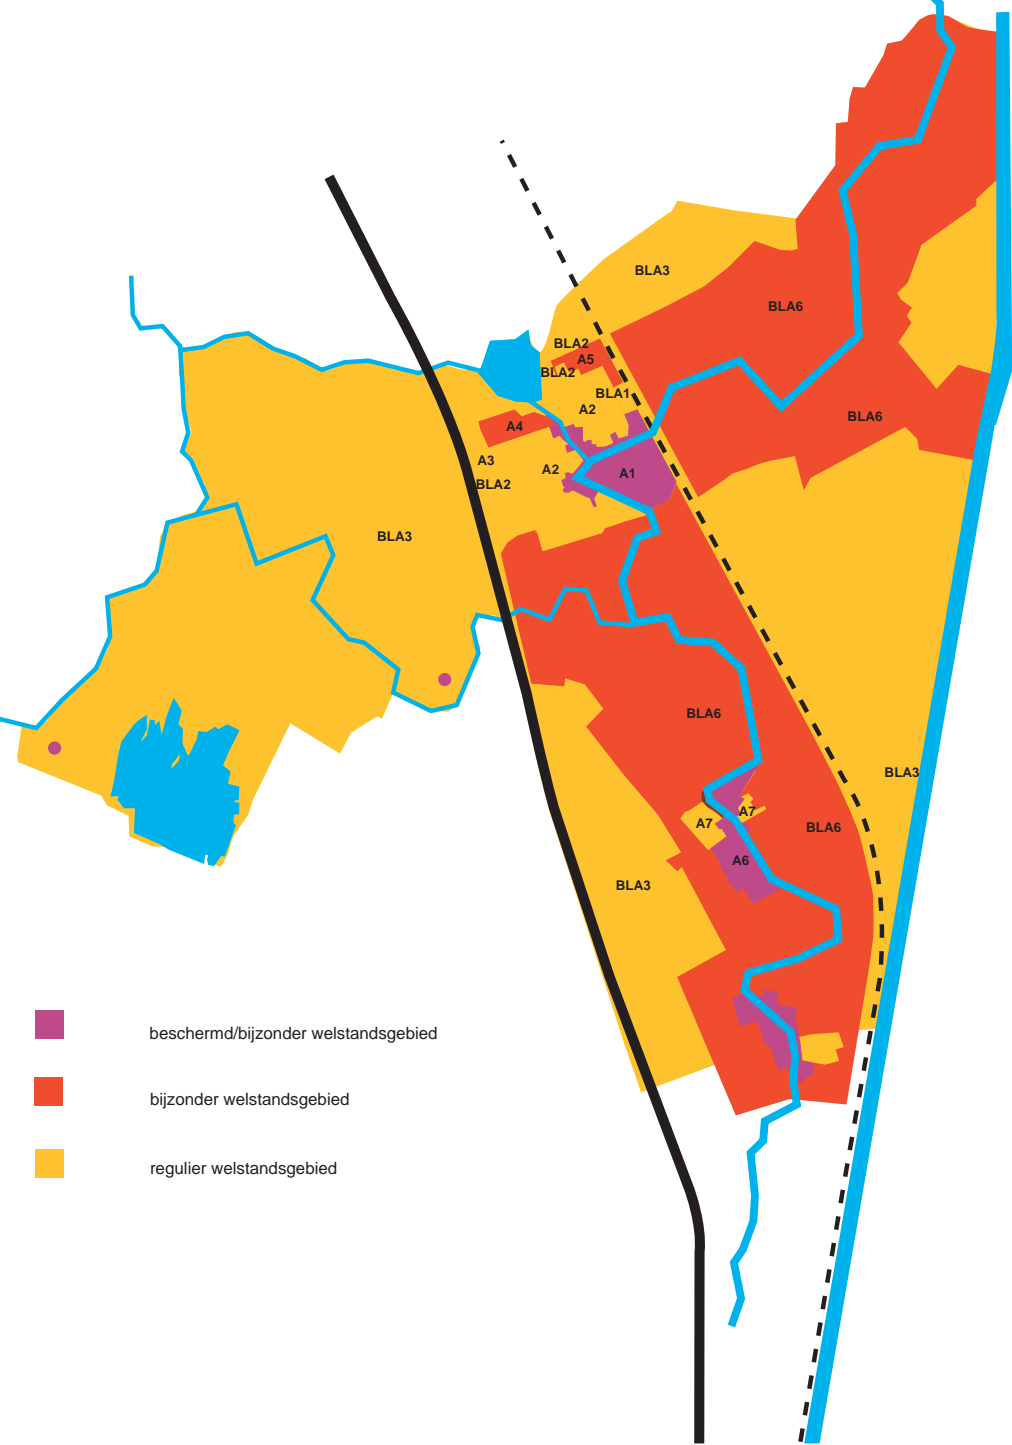 BLA3
BLA6
BLA2
A5
BLA2
BLA1
A2
BLA6
A4
A3
A2
A1
BLA2
BLA3
BLA6
BLA3
A7
A7
BLA6
A6
BLA3
beschermd/bijzonder welstandsgebied
bijzonder welstandsgebied
regulier welstandsgebied